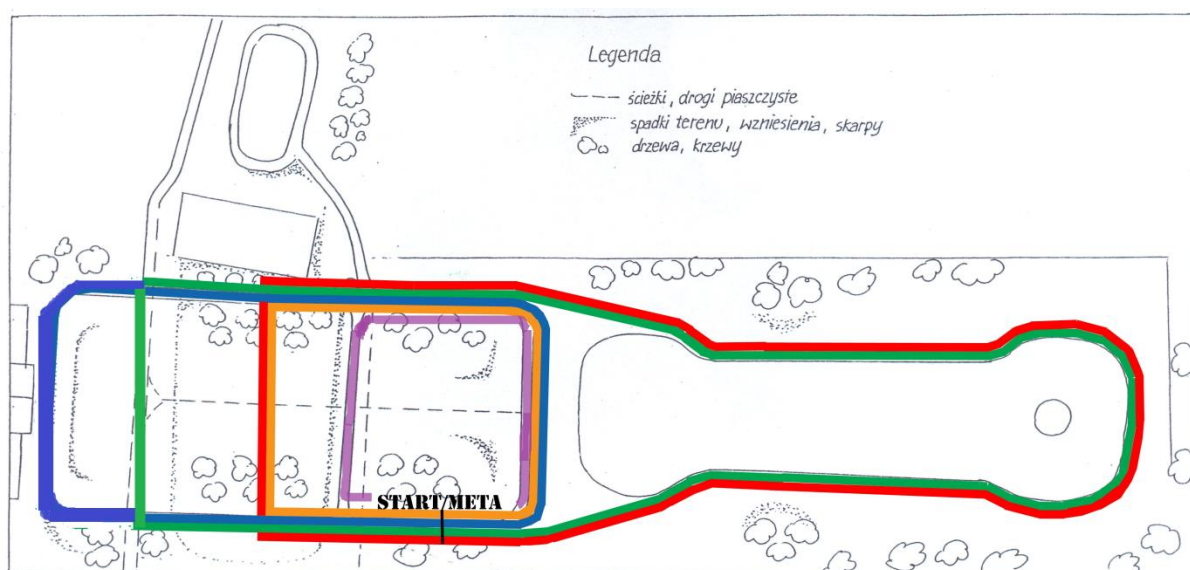 Legenda
ścieżki, drogi piaszczyste
spadki terenu, wzniesienia, skarpy
drzewa, krzewy
START/META